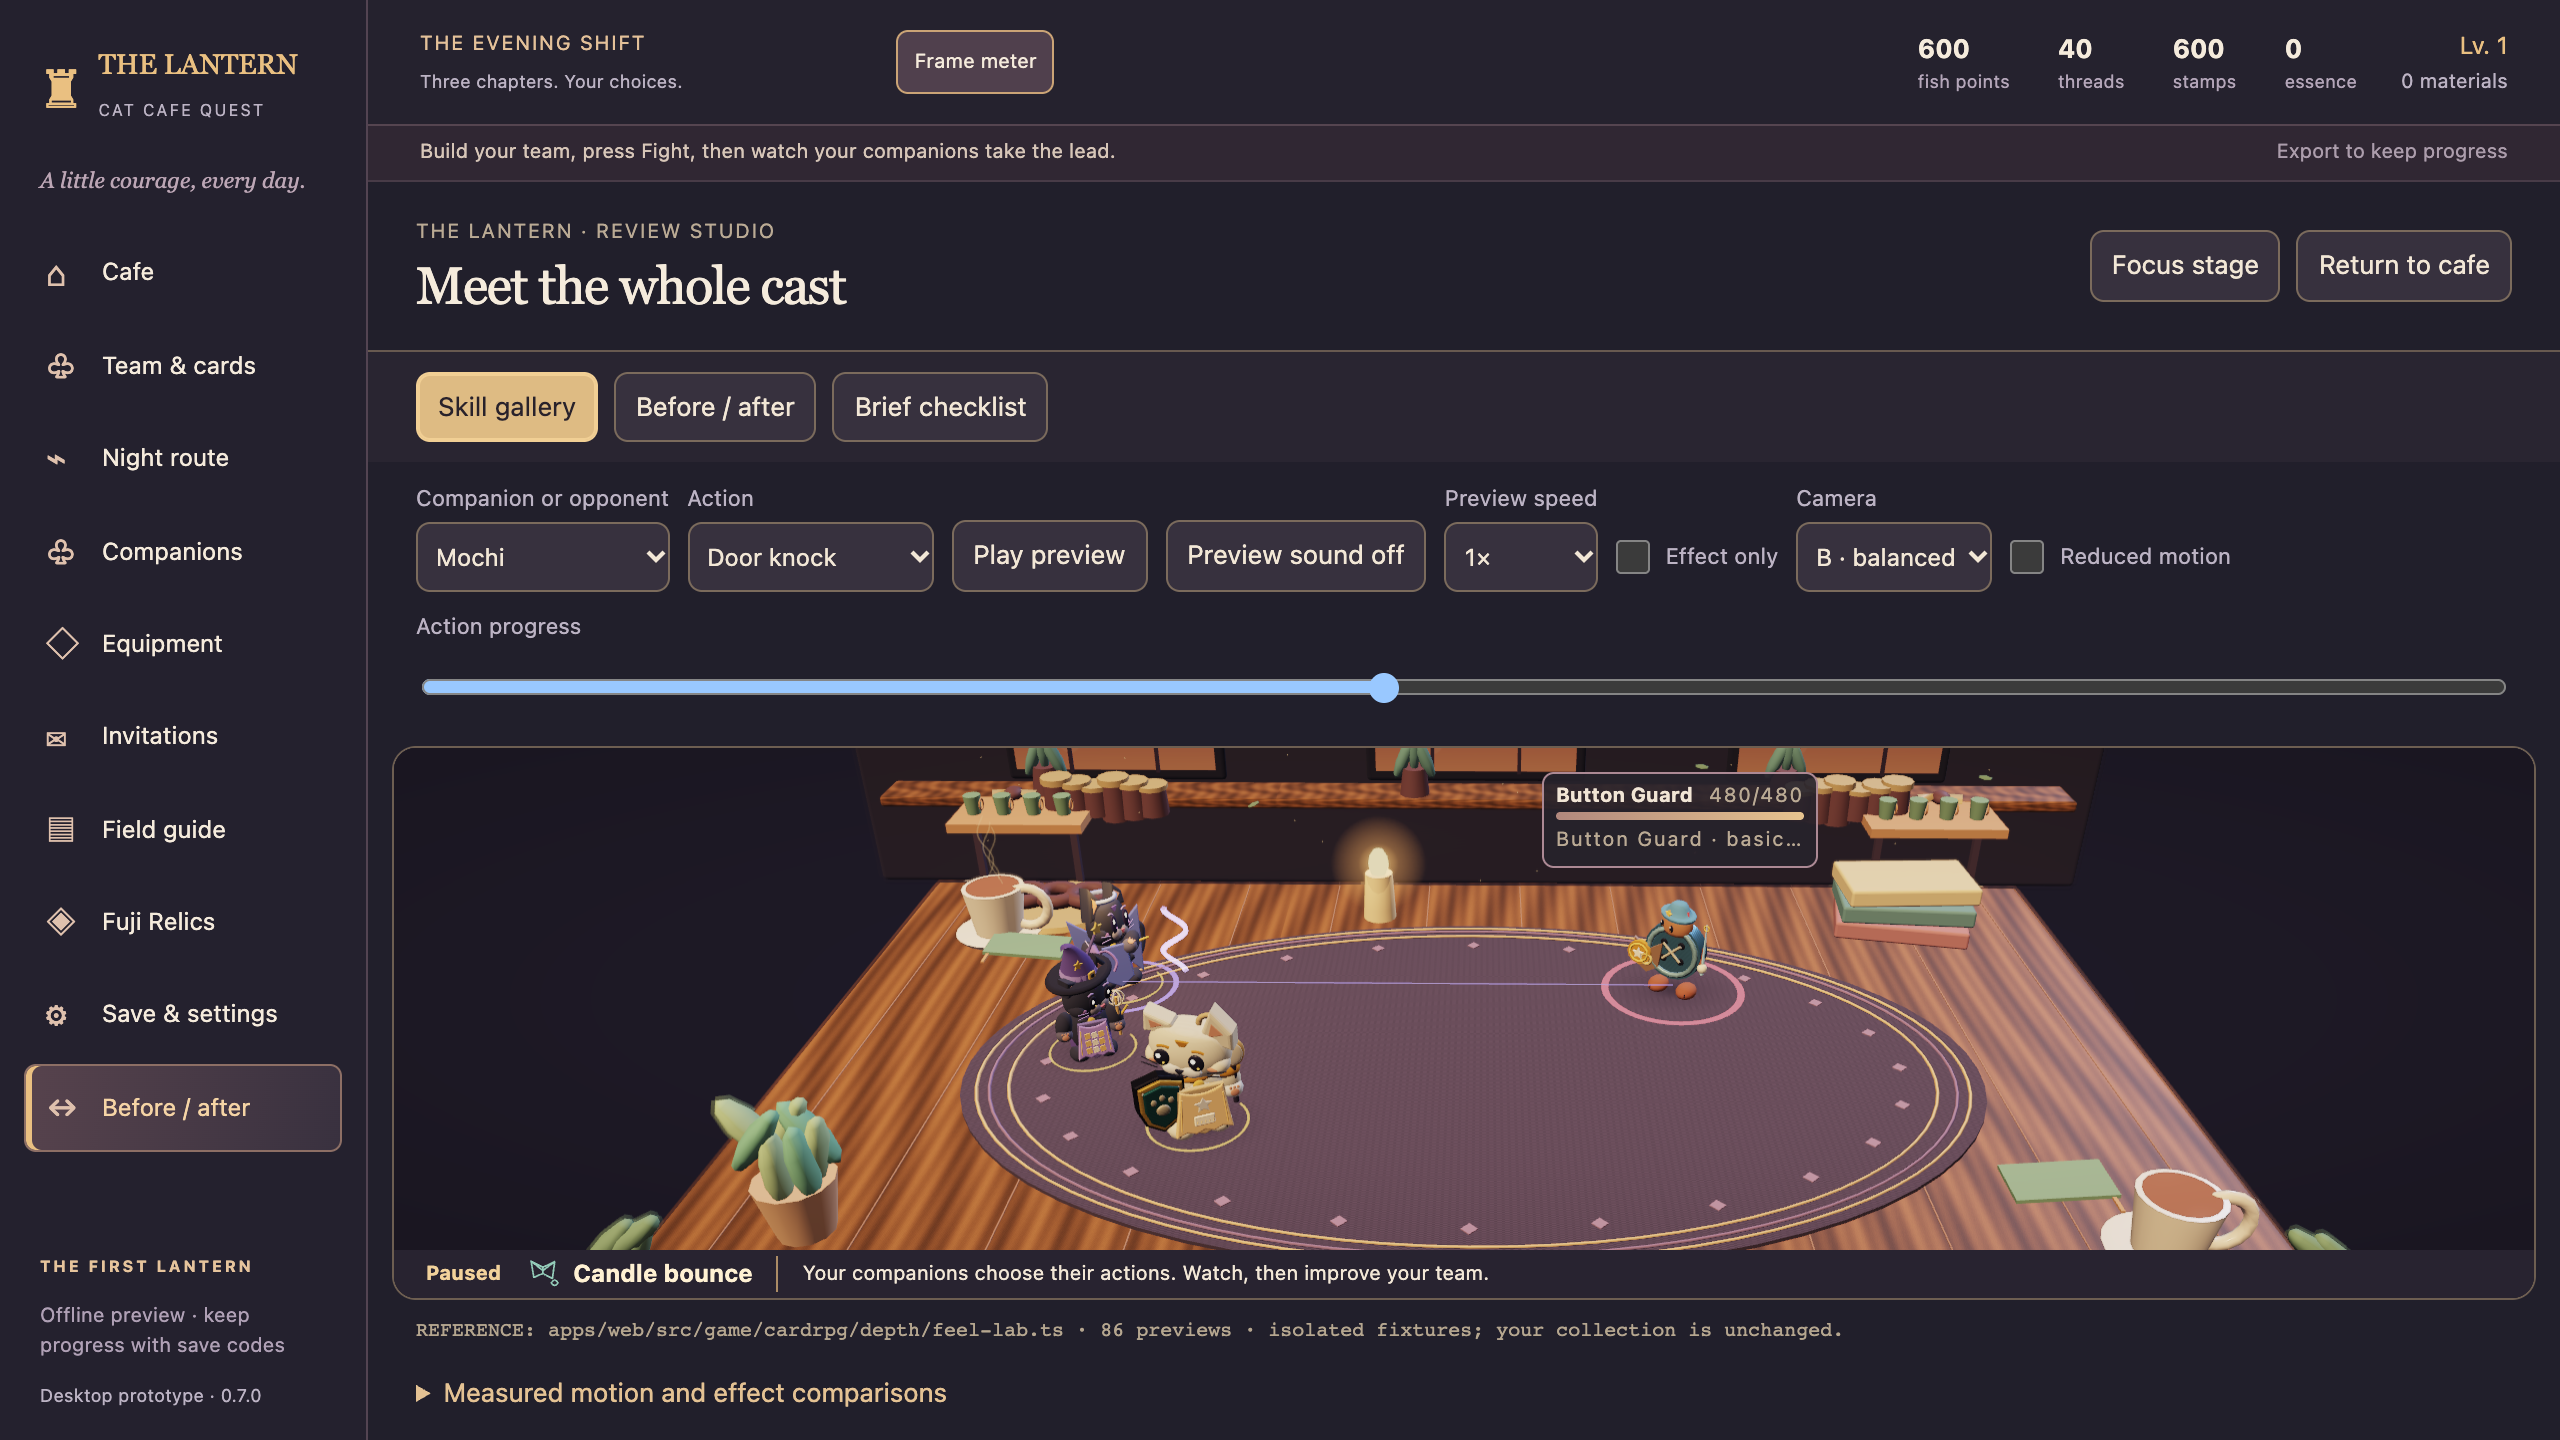 THE LANTERN
CAT CAFE QUEST
A little courage, every day.
Cafe
Team & cards
Night route
Companions
Equipment
Invitations
Field guide
Fuji Relics
Save & settings
Before / after
THE FIRST LANTERN
Offline preview · keep
progress with save codes
Desktop prototype · 0.7.0
THE EVENING SHIFT
Three chapters. Your choices.
Frame meter
600 fish points
40 threads
600 stamps
0 essence
Lv. 1
0 materials
Build your team, press Fight, then watch your companions take the lead.
Export to keep progress
THE LANTERN · REVIEW STUDIO
Meet the whole cast
Focus stage
Return to cafe
Skill gallery
Before / after
Brief checklist
Companion or opponent
Mochi
Action
Door knock
Play preview
Preview sound off
Preview speed
1×
Effect only
Camera
B · balanced
Reduced motion
Action progress
Button Guard 480/480
Button Guard · basic…
Paused
Candle bounce
Your companions choose their actions. Watch, then improve your team.
REFERENCE: apps/web/src/game/cardrpg/depth/feel-lab.ts · 86 previews · isolated fixtures; your collection is unchanged.
Measured motion and effect comparisons